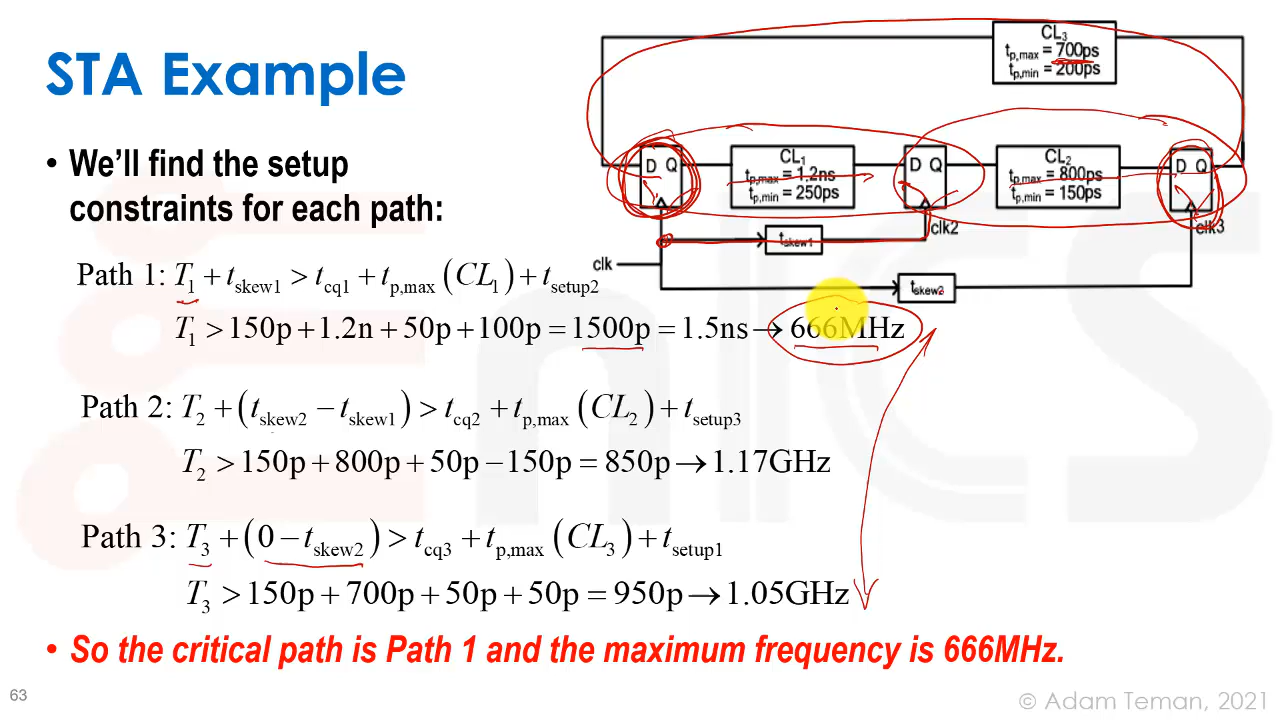 STA Example
• We’ll find the setup
constraints for each path:
Path 1: T₁ + t_skew1 > t_cq1 + t_p,max (CL₁) + t_setup2
T₁ > 150p + 1.2n + 50p + 100p = 1500p = 1.5ns → 666MHz
Path 2: T₂ + (t_skew2 − t_skew1) > t_cq2 + t_p,max (CL₂) + t_setup3
T₂ > 150p + 800p + 50p − 150p = 850p → 1.17GHz
Path 3: T₃ + (0 − t_skew2) > t_cq3 + t_p,max (CL₃) + t_setup1
T₃ > 150p + 700p + 50p + 50p = 950p → 1.05GHz
• So the critical path is Path 1 and the maximum frequency is 666MHz.
CL₃
t_p,max = 700ps
t_p,min = 200ps
D Q
CL₁
t_p,max = 1.2ns
t_p,min = 250ps
D Q
CL₂
t_p,max = 800ps
t_p,min = 150ps
D Q
t_skew1
clk2
clk3
clk
t_skew2
EnICS
63
© Adam Teman, 2021